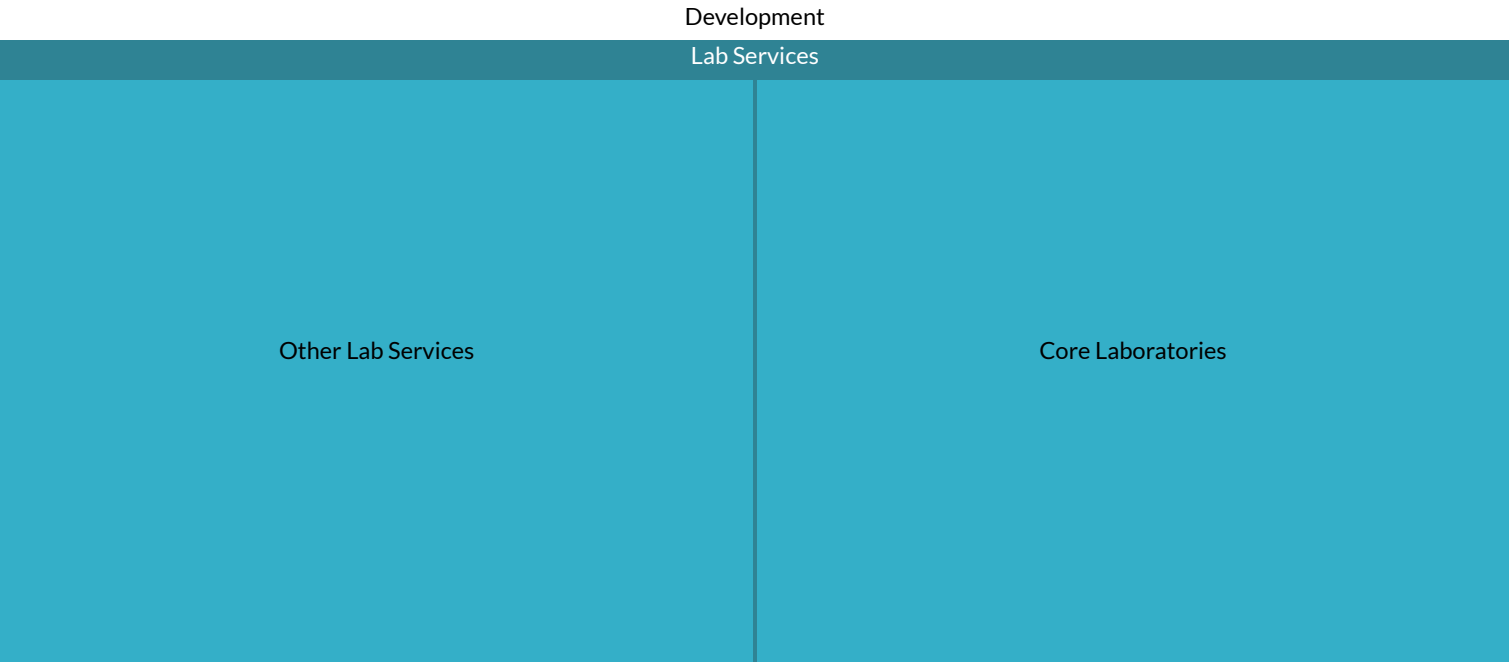 Development
Lab Services
Other Lab Services
Core Laboratories